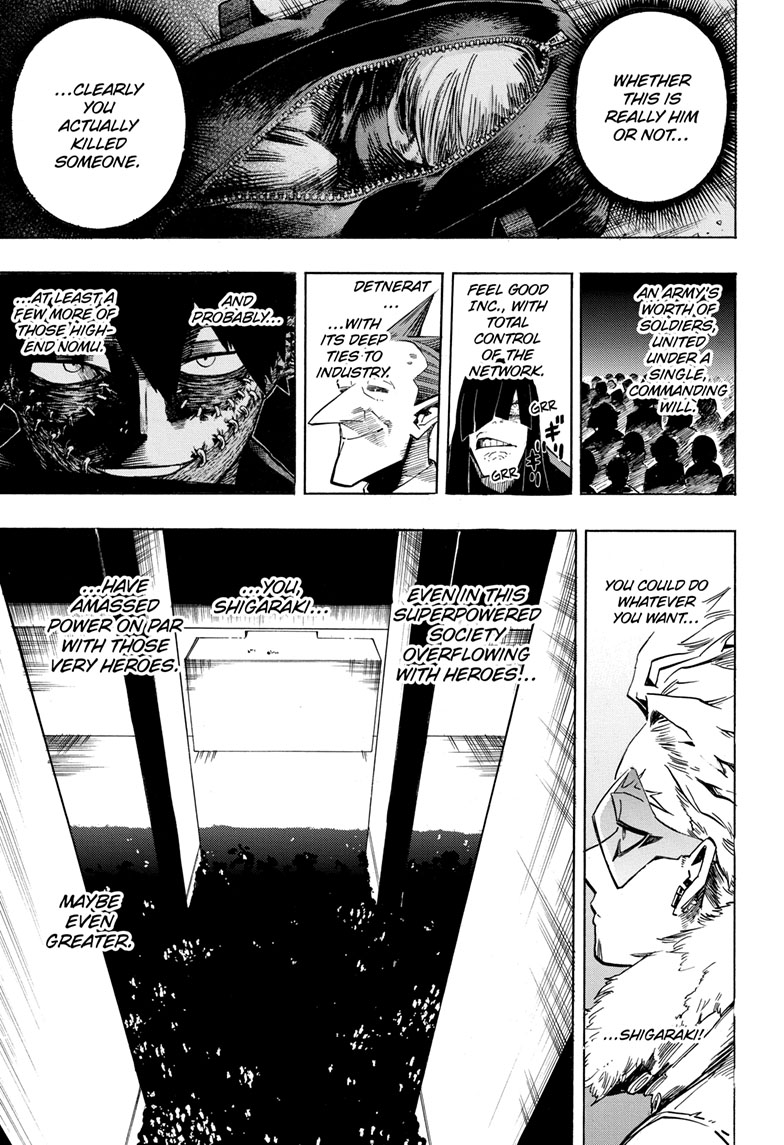 WHETHER
THIS IS
REALLY HIM
OR NOT...
...CLEARLY
YOU
ACTUALLY
KILLED
SOMEONE.
AN ARMY'S
WORTH OF
SOLDIERS,
UNITED
UNDER A
SINGLE,
COMMANDING
WILL.
FEEL GOOD
INC., WITH
TOTAL
CONTROL
OF THE
NETWORK.
GRR
ギギ
GRR
DETNERAT
...
...WITH
ITS DEEP
TIES TO
INDUSTRY.
AND
PROBABLY...
...AT LEAST A
FEW MORE OF
THOSE HIGH-
END NOMU.
YOU COULD DO
WHATEVER
YOU WANT...
...SHIGARAKI!
EVEN IN THIS
SUPERPOWERED
SOCIETY
OVERFLOWING
WITH HEROES!..
...YOU,
SHIGARAKI...
...HAVE
AMASSED
POWER ON PAR
WITH THOSE
VERY HEROES.
MAYBE
EVEN
GREATER.